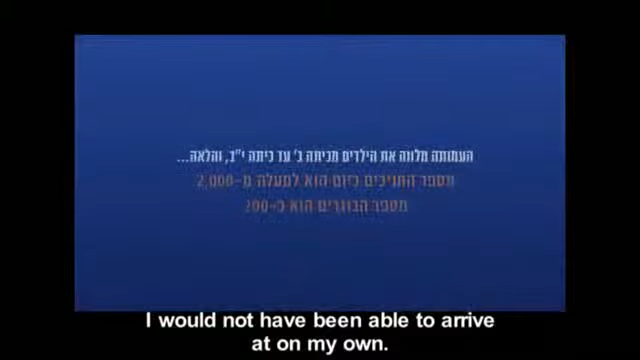 העמותה מלווה את הילדים מכיתה ג' עד כיתה י"ב, והלאה...
מספר החניכים כיום הוא למעלה מ-2,000
מספר הבוגרים הוא כ-200
I would not have been able to arrive
at on my own.